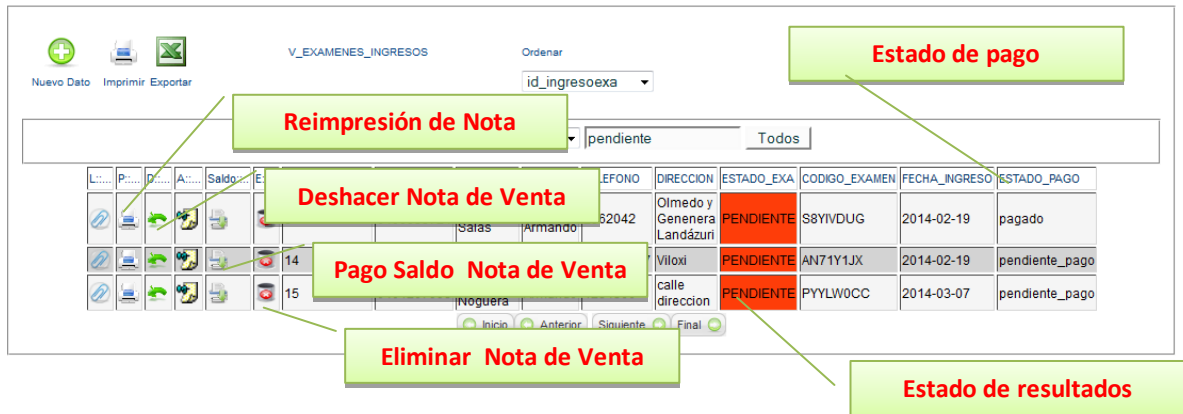 V_EXAMENES_INGRESOS
Ordenar
Estado de pago
Nuevo Dato Imprimir Exportar
id_ingresoexa
Reimpresión de Nota
pendiente
Todos
L::... P::... D::... A::... Saldo::.. DIRECCION ESTADO_EXA CODIGO_EXAMEN FECHA_INGRESO ESTADO_PAGO
Deshacer Nota de Venta
Salas Armando 62042 Olmedo y
Genenera
Landázuri PENDIENTE S8YIVDUG 2014-02-19 pagado
14 Viloxi PENDIENTE AN71Y1JX 2014-02-19 pendiente_pago
Pago Saldo Nota de Venta
15 Noguera calle
direccion PENDIENTE PYYLW0CC 2014-03-07 pendiente_pago
Inicio Anterior Siguiente Final
Eliminar Nota de Venta
Estado de resultados